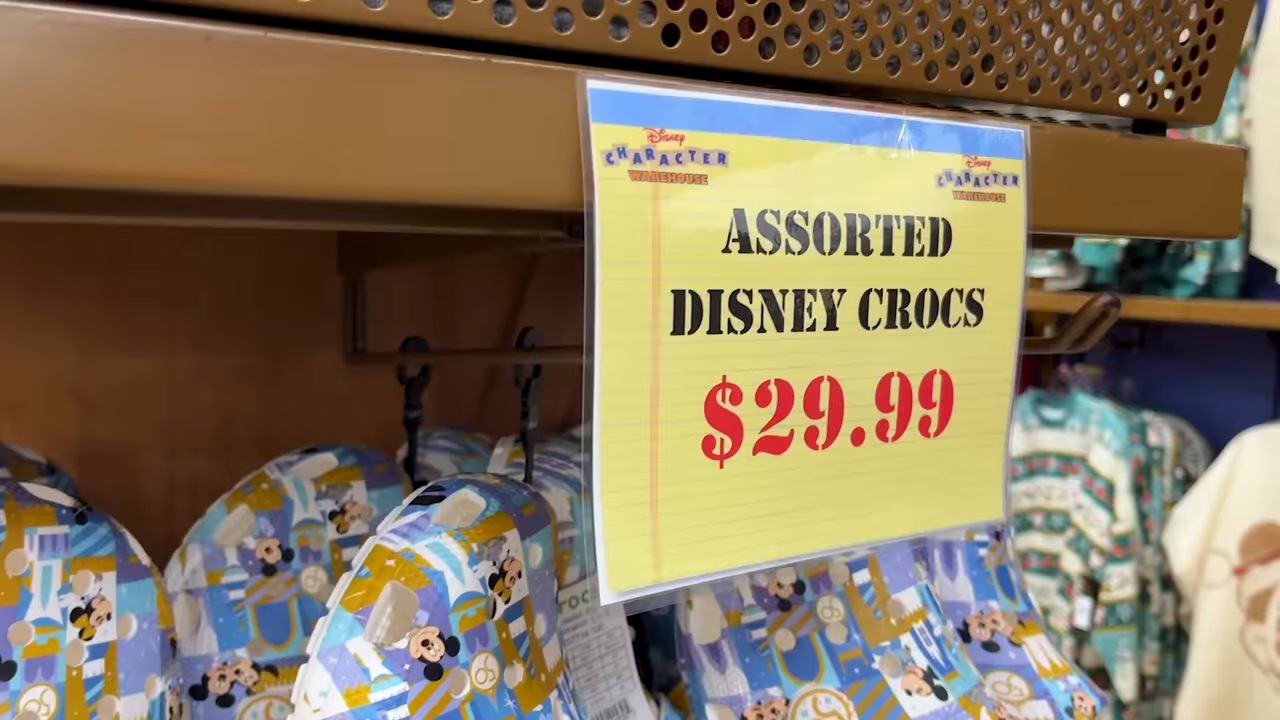 Disney
CHARACTER
WAREHOUSE
Disney
CHARACTER
WAREHOUSE
ASSORTED
DISNEY CROCS
$29.99